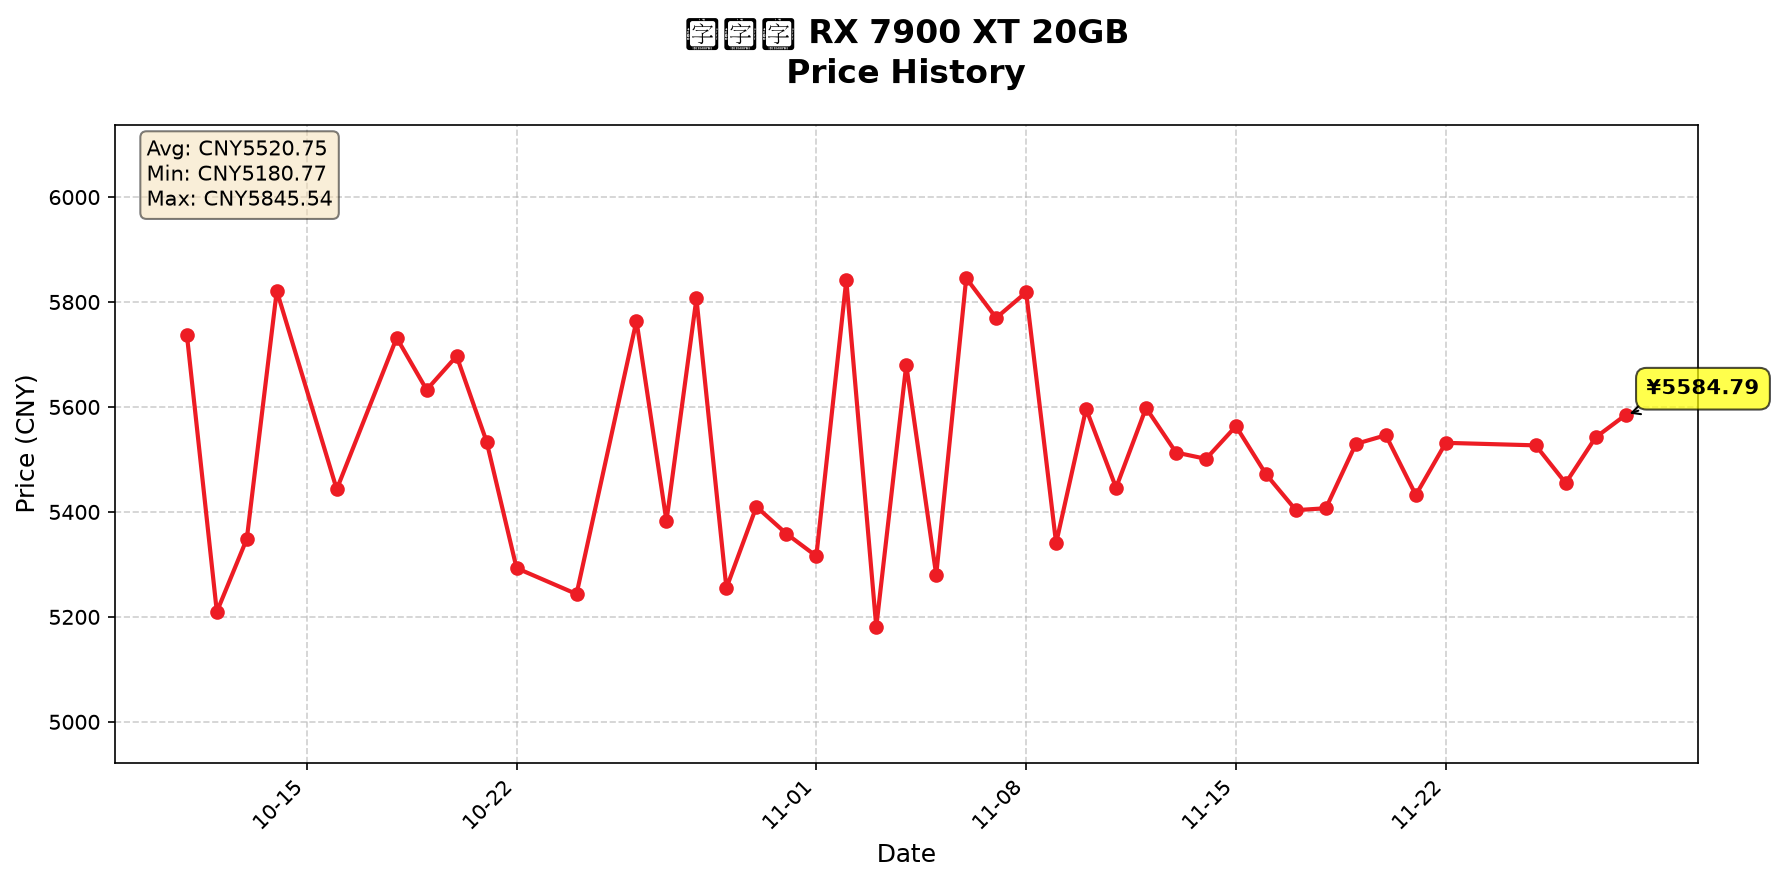 RX 7900 XT 20GB
Price History
Avg: CNY5520.75
Min: CNY5180.77
Max: CNY5845.54
¥5584.79
Price (CNY)
6000
5800
5600
5400
5200
5000
10-15
10-22
11-01
11-08
11-15
11-22
Date